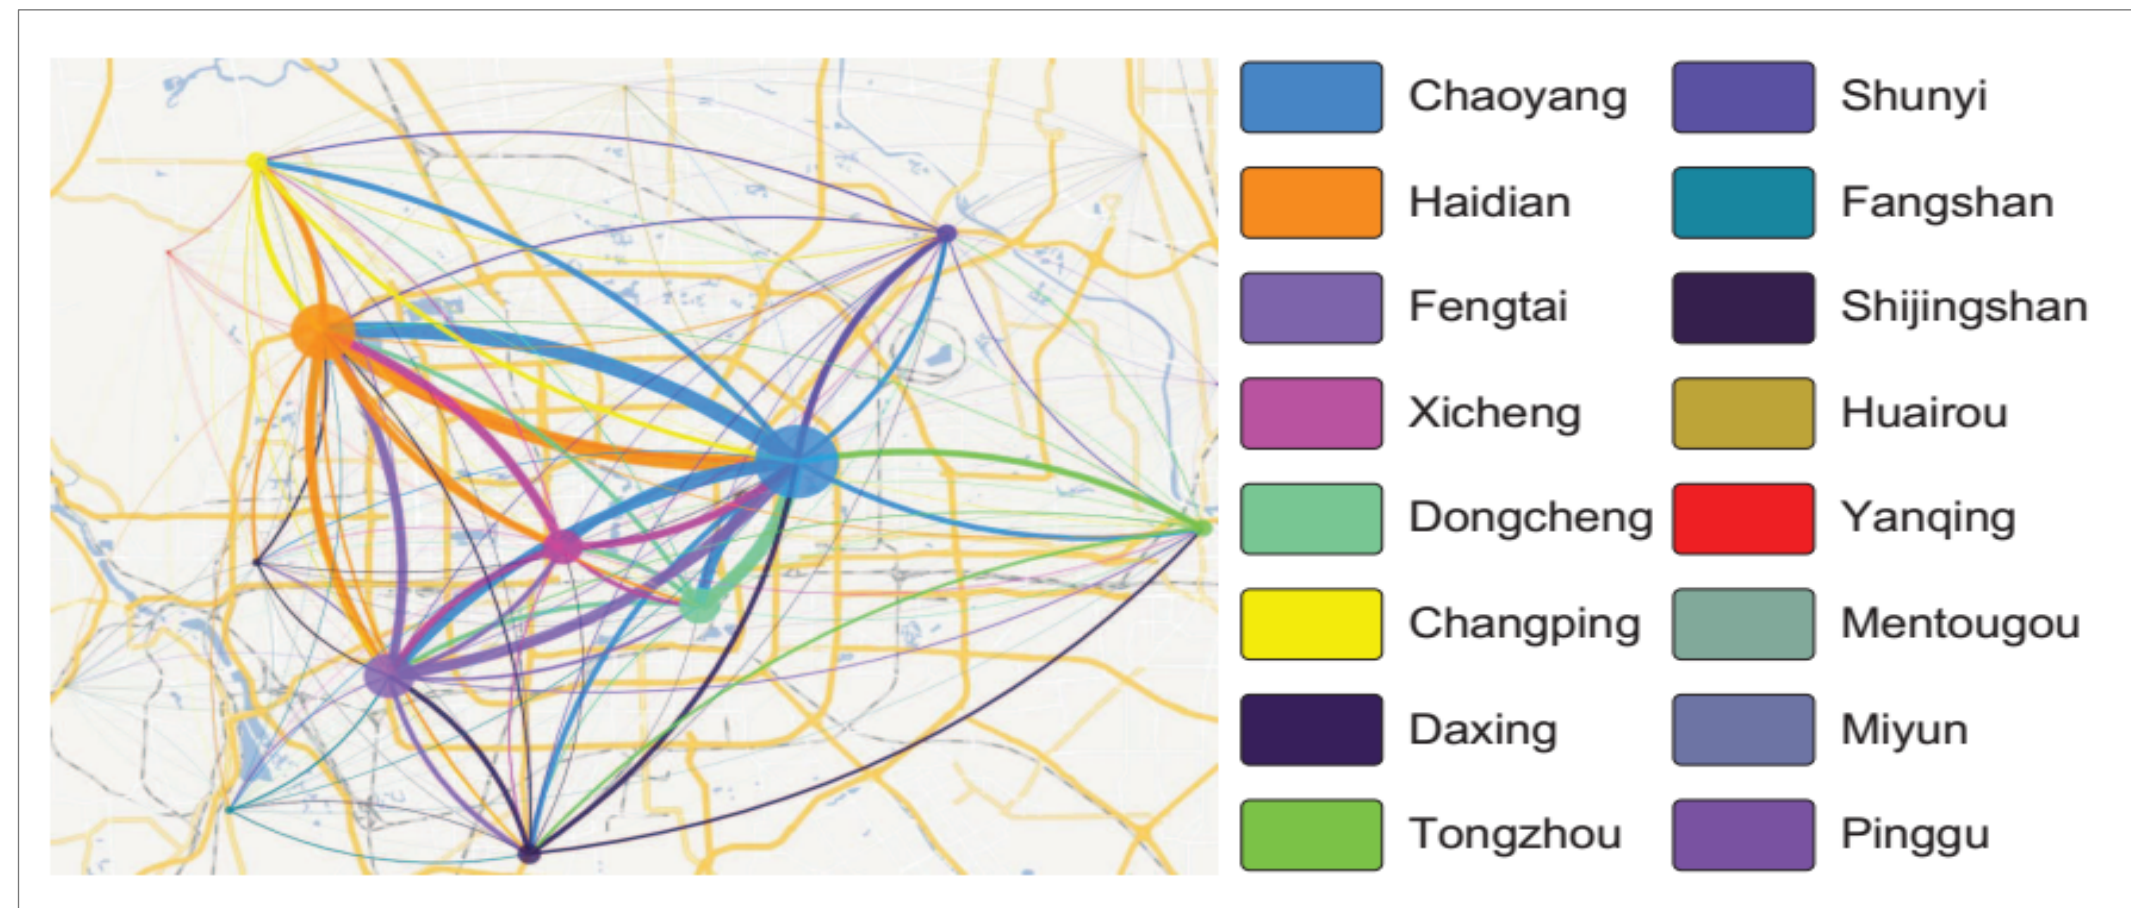 Chaoyang
Haidian
Fengtai
Xicheng
Dongcheng
Changping
Daxing
Tongzhou
Shunyi
Fangshan
Shijingshan
Huairou
Yanqing
Mentougou
Miyun
Pinggu